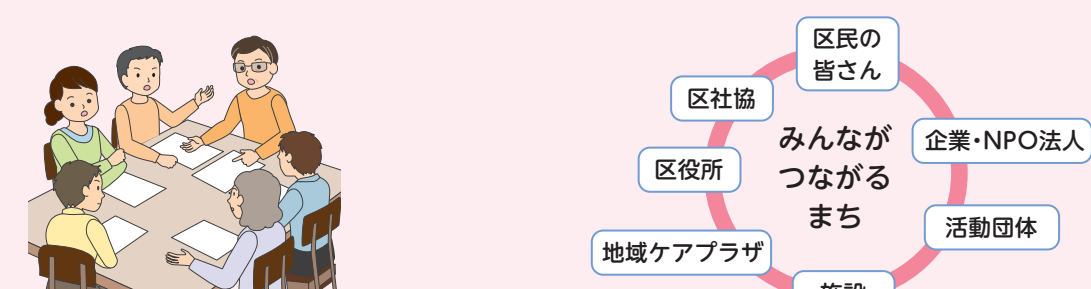 区民の
皆さん
区社協
みんなが
つながる
まち
企業・NPO法人
区役所
活動団体
地域ケアプラザ
施設